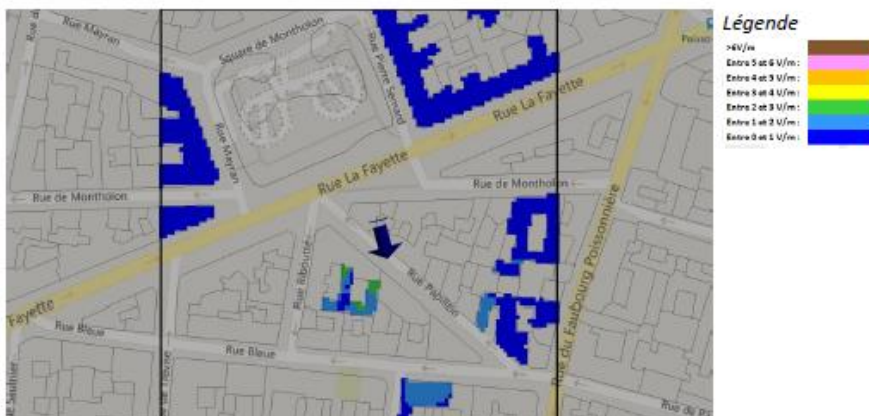 Rue Mayran
Square de Montholon
Rue Pierre Semard
Rue La Fayette
Rue Mayran
Rue La Fayette
Rue de Montholon
Rue de Montholon
Fayette
Rue Riboutté
Rue Papillon
Rue du Faubourg Poissonnière
Rue Bleue
Rue Bleue
Légende
>6V/m
Entre 5 et 6 V/m :
Entre 4 et 5 V/m :
Entre 3 et 4 V/m :
Entre 2 et 3 V/m :
Entre 1 et 2 V/m :
Entre 0 et 1 V/m :